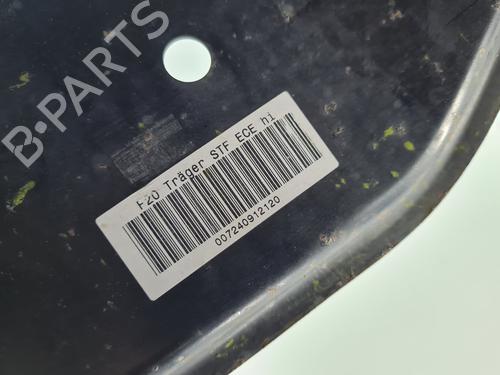 B-PARTS
F20 Träger STF ECE hi
007240912120